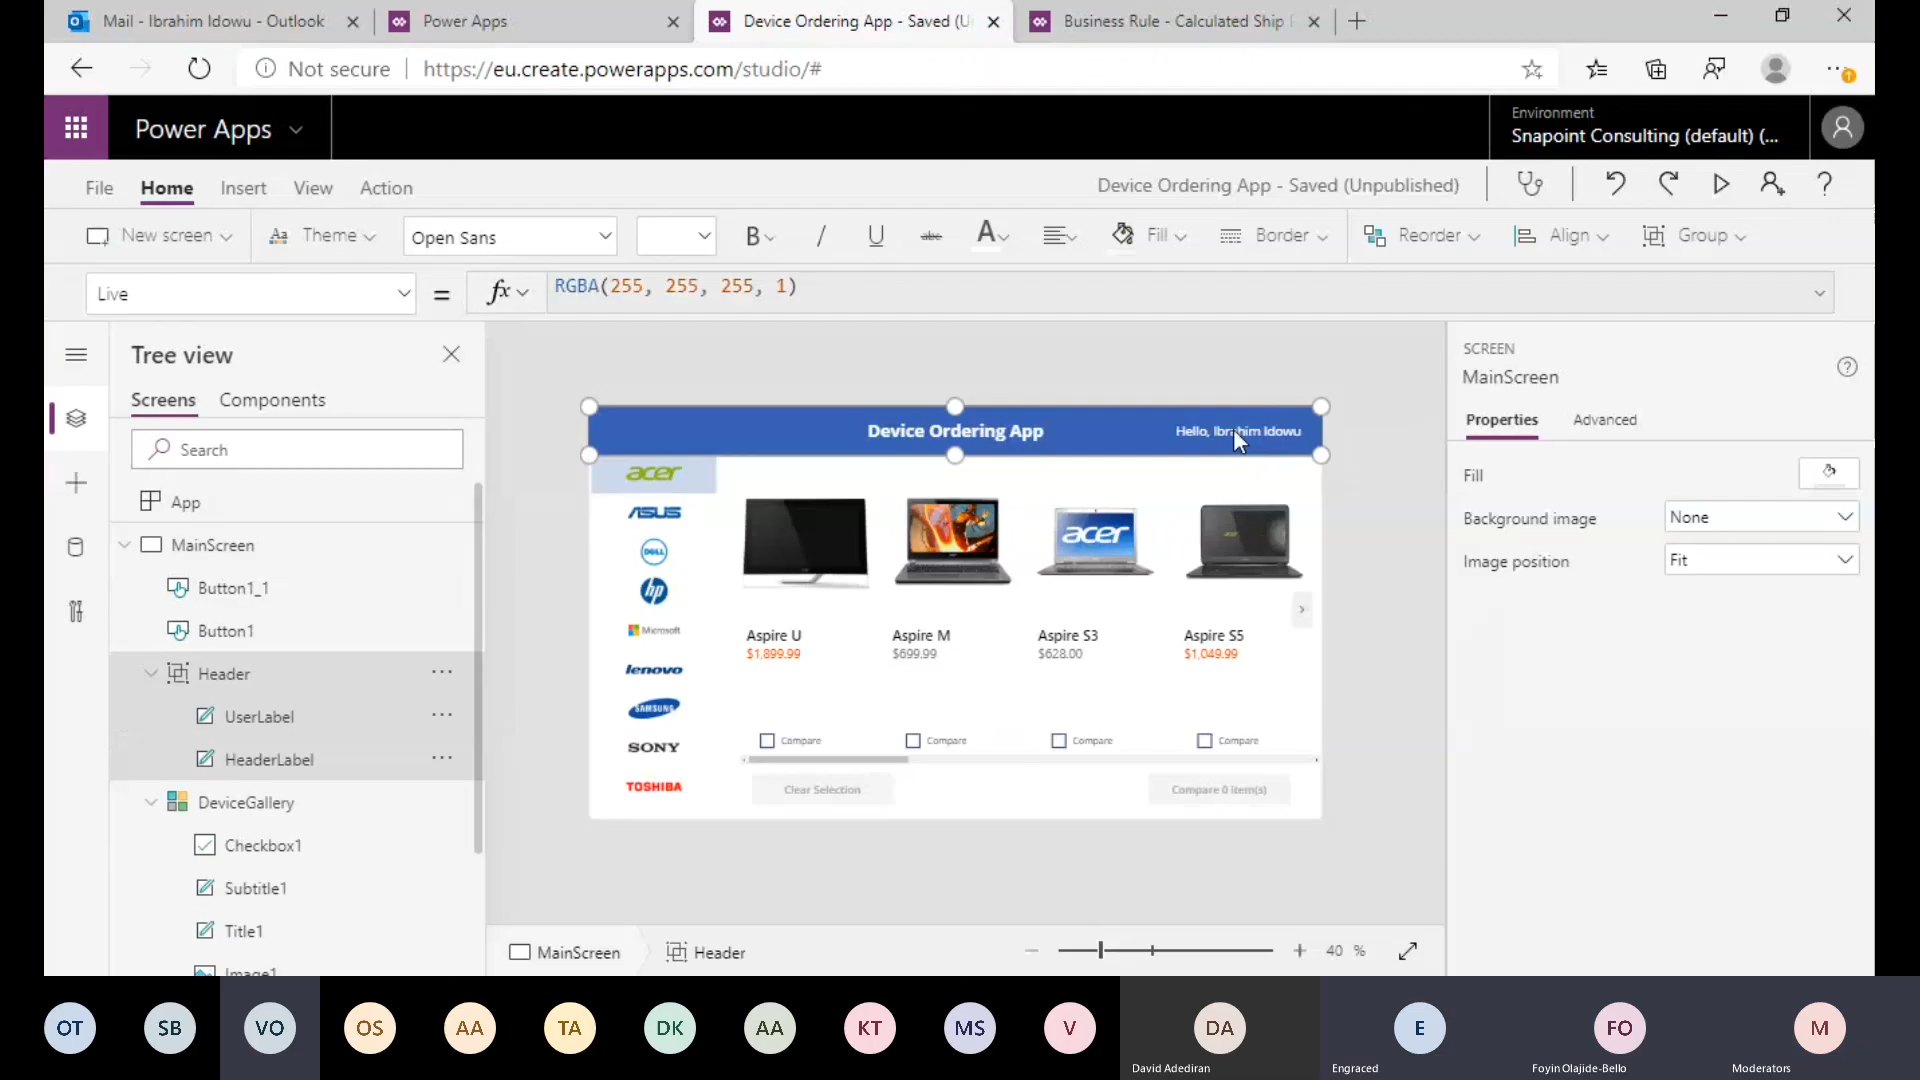 Mail - Ibrahim Idowu - Outlook
Power Apps
Device Ordering App - Saved (U
Business Rule - Calculated Ship
Not secure
https://eu.create.powerapps.com/studio/#
Power Apps
Environment
Snapoint Consulting (default) (...
File Home Insert View Action
Device Ordering App - Saved (Unpublished)
New screen
Theme
Open Sans
B
/
U
abc
A
Fill
Border
Reorder
Align
Group
Live
=
fx
RGBA(255, 255, 255, 1)
Tree view
Screens Components
Search
App
MainScreen
Button1_1
Button1
Header
UserLabel
HeaderLabel
DeviceGallery
Checkbox1
Subtitle1
Title1
Image1
Device Ordering App
Hello, Ibrahim Idowu
acer
ASUS
DELL
hp
Microsoft
lenovo
SAMSUNG
SONY
TOSHIBA
acer
Aspire U
$1,899.99
Aspire M
$699.99
Aspire S3
$628.00
Aspire S5
$1,049.99
Compare
Compare
Compare
Compare
Clear Selection
Compare 0 item(s)
MainScreen
Header
40 %
SCREEN
MainScreen
Properties Advanced
Fill
Background image
None
Image position
Fit
OT
SB
VO
OS
AA
TA
DK
AA
KT
MS
V
DA
David Adediran
E
Engraced
FO
Foyin Olajide-Bello
M
Moderators